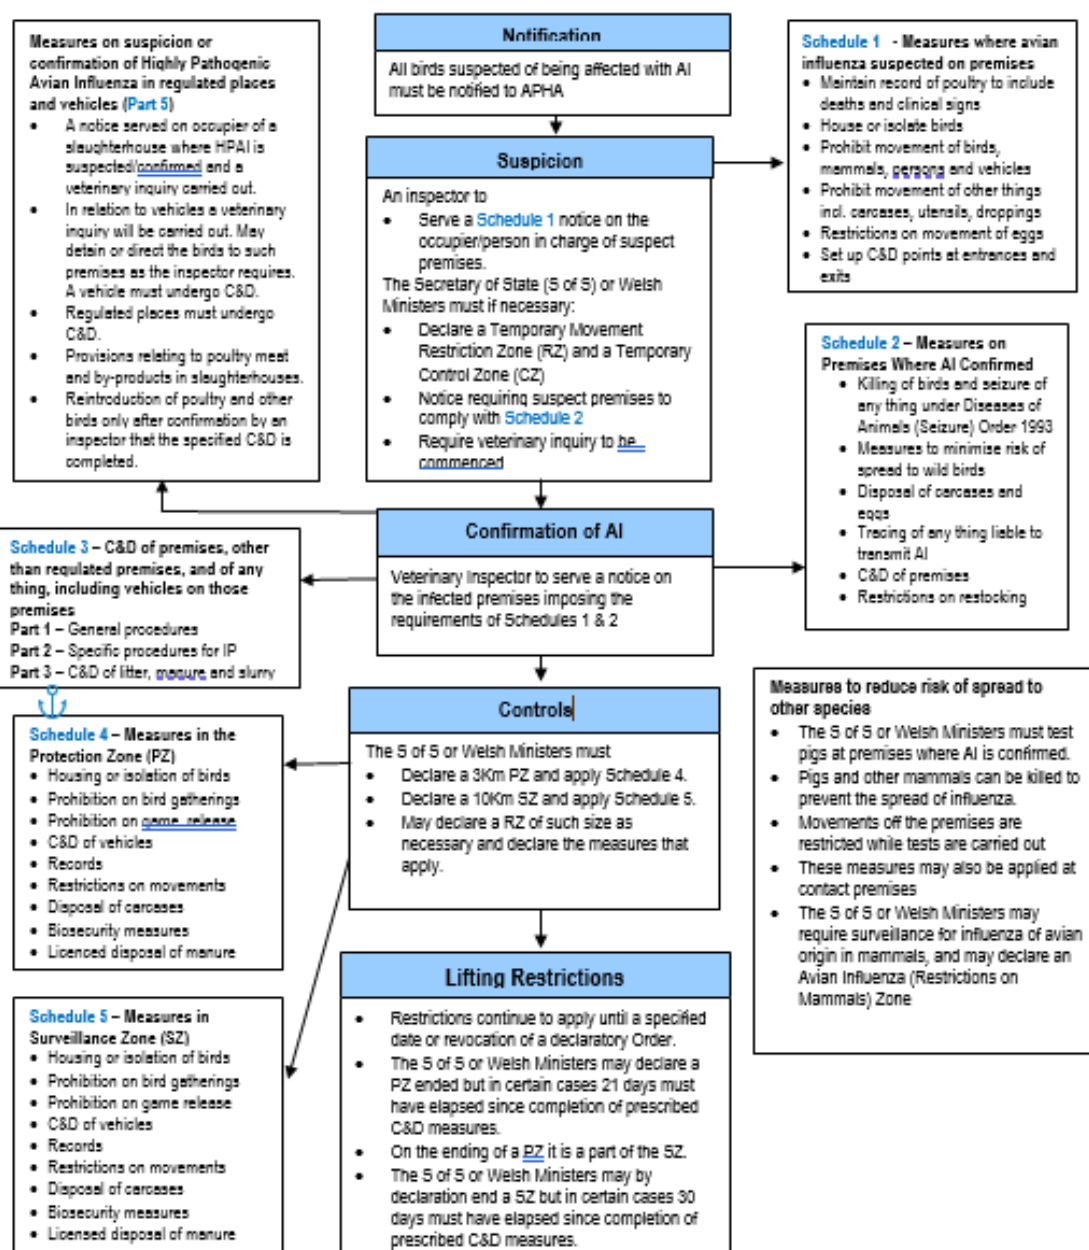 Measures on suspicion or
confirmation of Highly Pathogenic
Avian Influenza in regulated places
and vehicles (Part 5)
• A notice served on occupier of a
slaughterhouse where HPAI is
suspected/confirmed and a
veterinary inquiry carried out.
• In relation to vehicles a veterinary
inquiry will be carried out. May
detain or direct the birds to such
premises as the inspector requires.
A vehicle must undergo C&D.
• Regulated places must undergo
C&D.
• Provisions relating to poultry meat
and by-products in slaughterhouses.
• Reintroduction of poultry and other
birds only after confirmation by an
inspector that the specified C&D is
completed.
Notification
All birds suspected of being affected with AI
must be notified to APHA
Suspicion
An inspector to
• Serve a Schedule 1 notice on the
occupier/person in charge of suspect
premises.
The Secretary of State (S of S) or Welsh
Ministers must if necessary:
• Declare a Temporary Movement
Restriction Zone (RZ) and a Temporary
Control Zone (CZ)
• Notice requiring suspect premises to
comply with Schedule 2
• Require veterinary inquiry to be
commenced
Schedule 1 - Measures where avian
influenza suspected on premises
• Maintain record of poultry to include
deaths and clinical signs
• House or isolate birds
• Prohibit movement of birds,
mammals, persons and vehicles
• Prohibit movement of other things
incl. carcases, utensils, droppings
• Restrictions on movement of eggs
• Set up C&D points at entrances and
exits
Schedule 2 – Measures on
Premises Where AI Confirmed
• Killing of birds and seizure of
any thing under Diseases of
Animals (Seizure) Order 1993
• Measures to minimise risk of
spread to wild birds
• Disposal of carcases and
eggs
• Tracing of any thing liable to
transmit AI
• C&D of premises
• Restrictions on restocking
Confirmation of AI
Veterinary Inspector to serve a notice on
the infected premises imposing the
requirements of Schedules 1 & 2
Schedule 3 – C&D of premises, other
than regulated premises, and of any
thing, including vehicles on those
premises
Part 1 – General procedures
Part 2 – Specific procedures for IP
Part 3 – C&D of litter, manure and slurry
Controls
The S of S or Welsh Ministers must
• Declare a 3Km PZ and apply Schedule 4.
• Declare a 10Km SZ and apply Schedule 5.
• May declare a RZ of such size as
necessary and declare the measures that
apply.
Schedule 4 – Measures in the
Protection Zone (PZ)
• Housing or isolation of birds
• Prohibition on bird gatherings
• Prohibition on game release
• C&D of vehicles
• Records
• Restrictions on movements
• Disposal of carcases
• Biosecurity measures
• Licenced disposal of manure
Measures to reduce risk of spread to
other species
• The S of S or Welsh Ministers must test
pigs at premises where AI is confirmed.
• Pigs and other mammals can be killed to
prevent the spread of influenza.
• Movements off the premises are
restricted while tests are carried out
• These measures may also be applied at
contact premises
• The S of S or Welsh Ministers may
require surveillance for influenza of avian
origin in mammals, and may declare an
Avian Influenza (Restrictions on
Mammals) Zone
Lifting Restrictions
• Restrictions continue to apply until a specified
date or revocation of a declaratory Order.
• The S of S or Welsh Ministers may declare a
PZ ended but in certain cases 21 days must
have elapsed since completion of prescribed
C&D measures.
• On the ending of a PZ it is a part of the SZ.
• The S of S or Welsh Ministers may by
declaration end a SZ but in certain cases 30
days must have elapsed since completion of
prescribed C&D measures.
Schedule 5 – Measures in
Surveillance Zone (SZ)
• Housing or isolation of birds
• Prohibition on bird gatherings
• Prohibition on game release
• C&D of vehicles
• Records
• Restrictions on movements
• Disposal of carcases
• Biosecurity measures
• Licensed disposal of manure